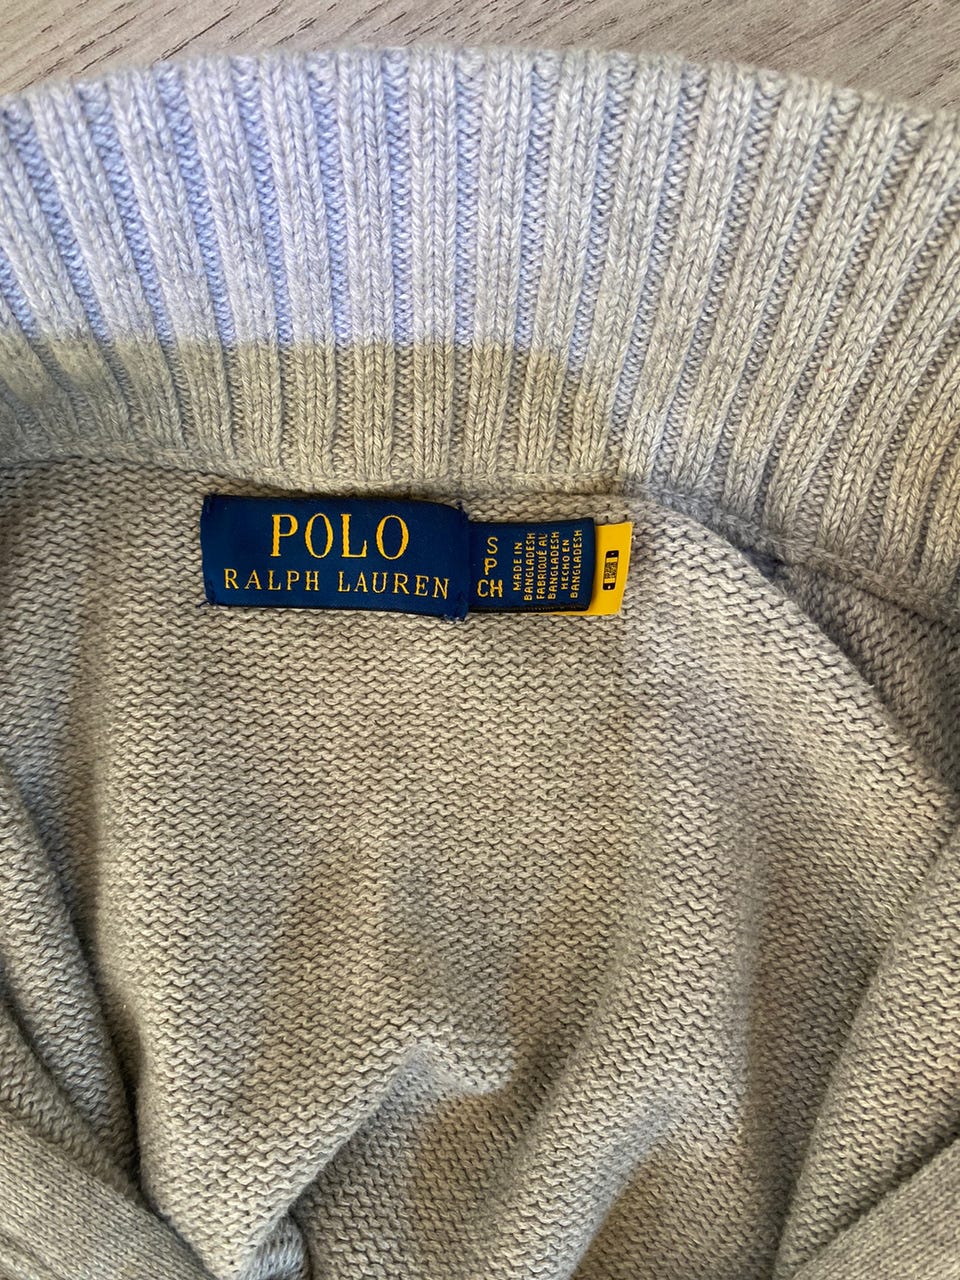 POLO
RALPH LAUREN
S
P
CH
MADE IN
BANGLADESH
FABRIQUÉ AU
BANGLADESH
HECHO EN
BANGLADESH